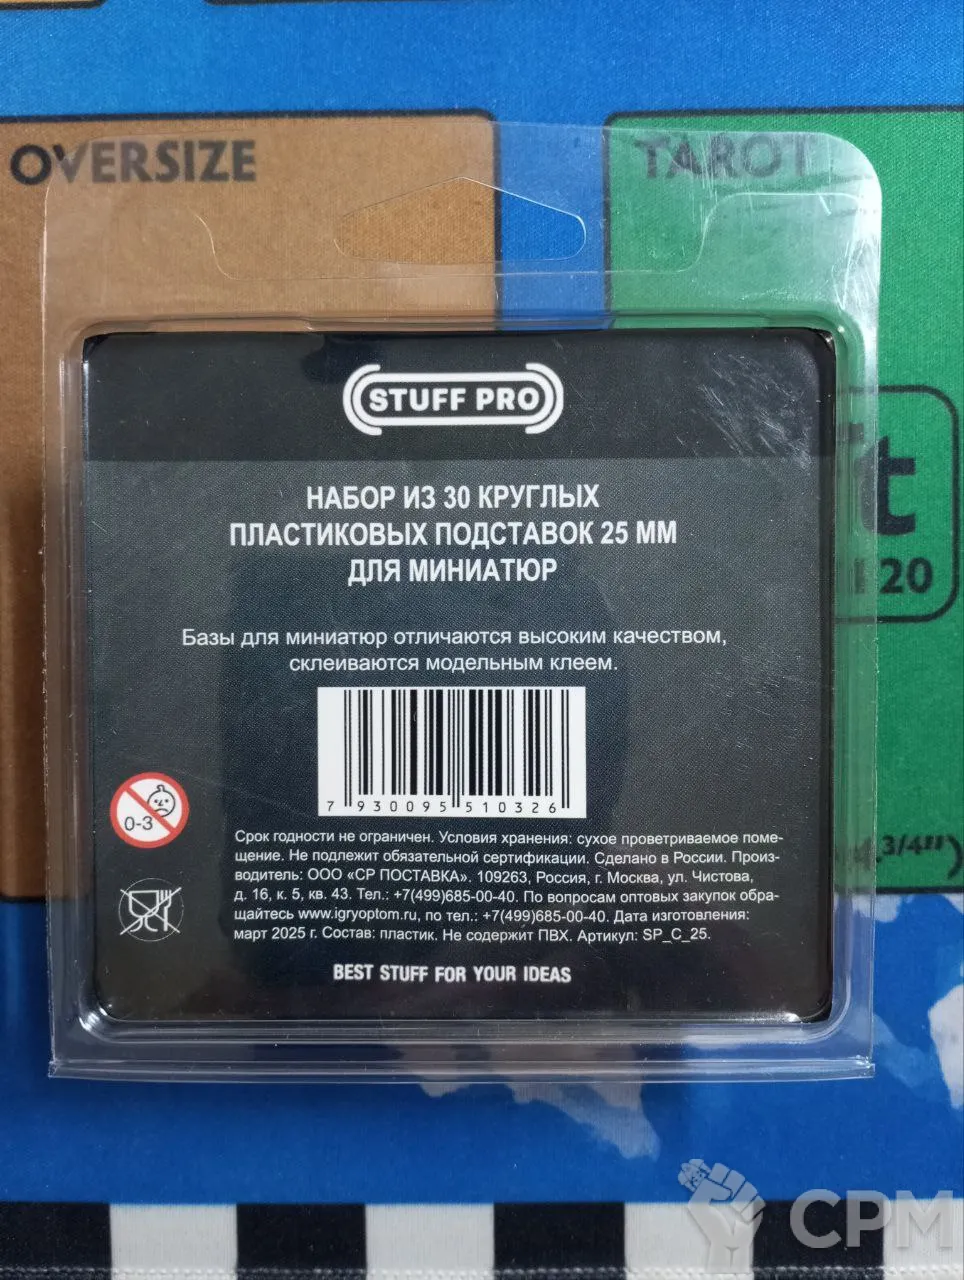 OVERSIZE
TAROT
STUFF PRO
НАБОР ИЗ 30 КРУГЛЫХ
ПЛАСТИКОВЫХ ПОДСТАВОК 25 ММ
ДЛЯ МИНИАТЮР
20
Базы для миниатюр отличаются высоким качеством,
склеиваются модельным клеем.
7 930095 510326
0-3
Срок годности не ограничен. Условия хранения: сухое проветриваемое поме-
щение. Не подлежит обязательной сертификации. Сделано в России. Произ-
водитель: ООО «СР ПОСТАВКА». 109263, Россия, г. Москва, ул. Чистова,
д. 16, к. 5, кв. 43. Тел.: +7(499)685-00-40. По вопросам оптовых закупок обра-
щайтесь www.igryoptom.ru, по тел.: +7(499)685-00-40. Дата изготовления:
март 2025 г. Состав: пластик. Не содержит ПВХ. Артикул: SP_C_25.
3/4")
BEST STUFF FOR YOUR IDEAS
CPM